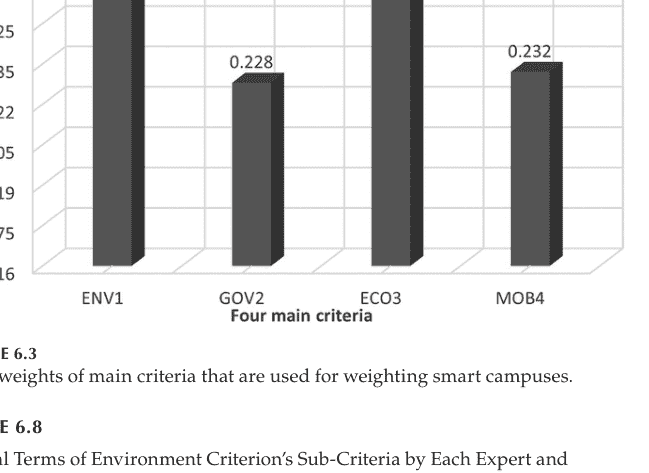 25
0.232
0.228
35
22
05
19
75
16
ENV1 GOV2 ECO3 MOB4
Four main criteria
E 6.3
weights of main criteria that are used for weighting smart campuses.
E 6.8
al Terms of Environment Criterion’s Sub-Criteria by Each Expert and